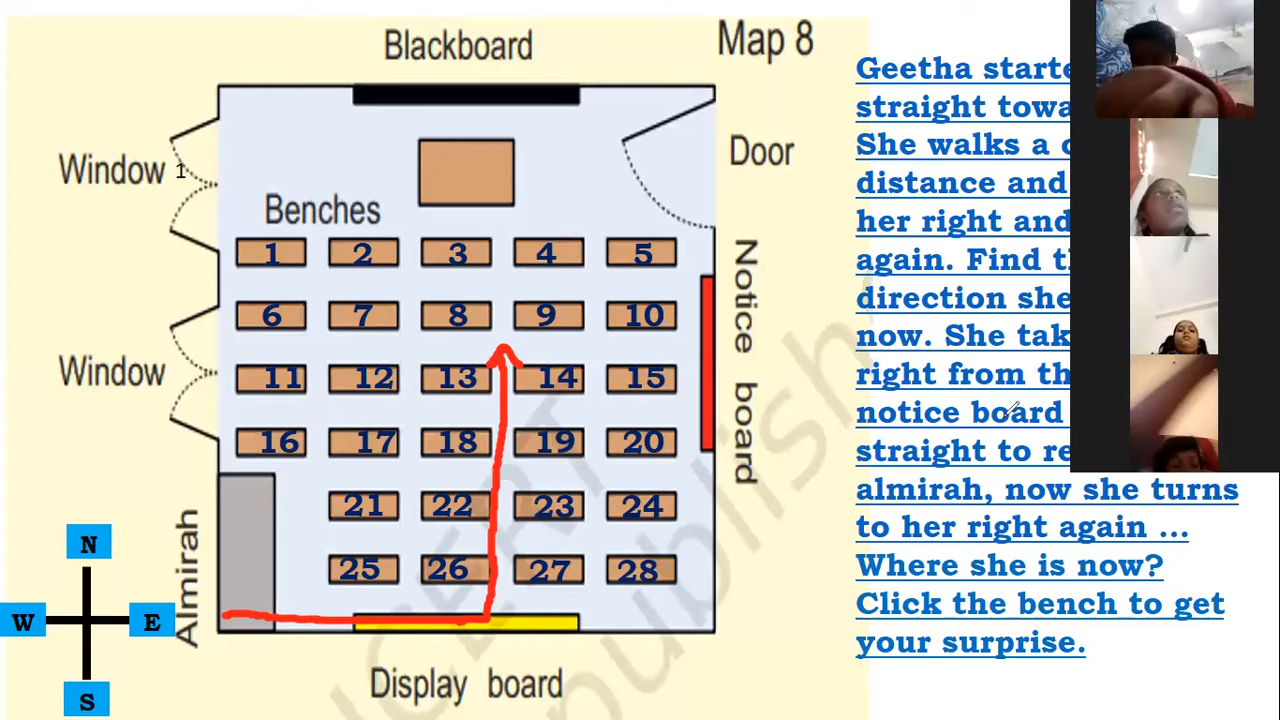 Blackboard
Map 8
Window 1
Door
Benches
1 2 3 4 5
6 7 8 9 10
11 12 13 14 15
16 17 18 19 20
21 22 23 24
25 26 27 28
Window
Notice board
Almirah
Display board
N
W E
S
Geetha starte
straight towa
She walks a
distance and
her right and
again. Find
direction she
now. She tak
right from th
notice board
straight to re
almirah, now she turns
to her right again ...
Where she is now?
Click the bench to get
your surprise.